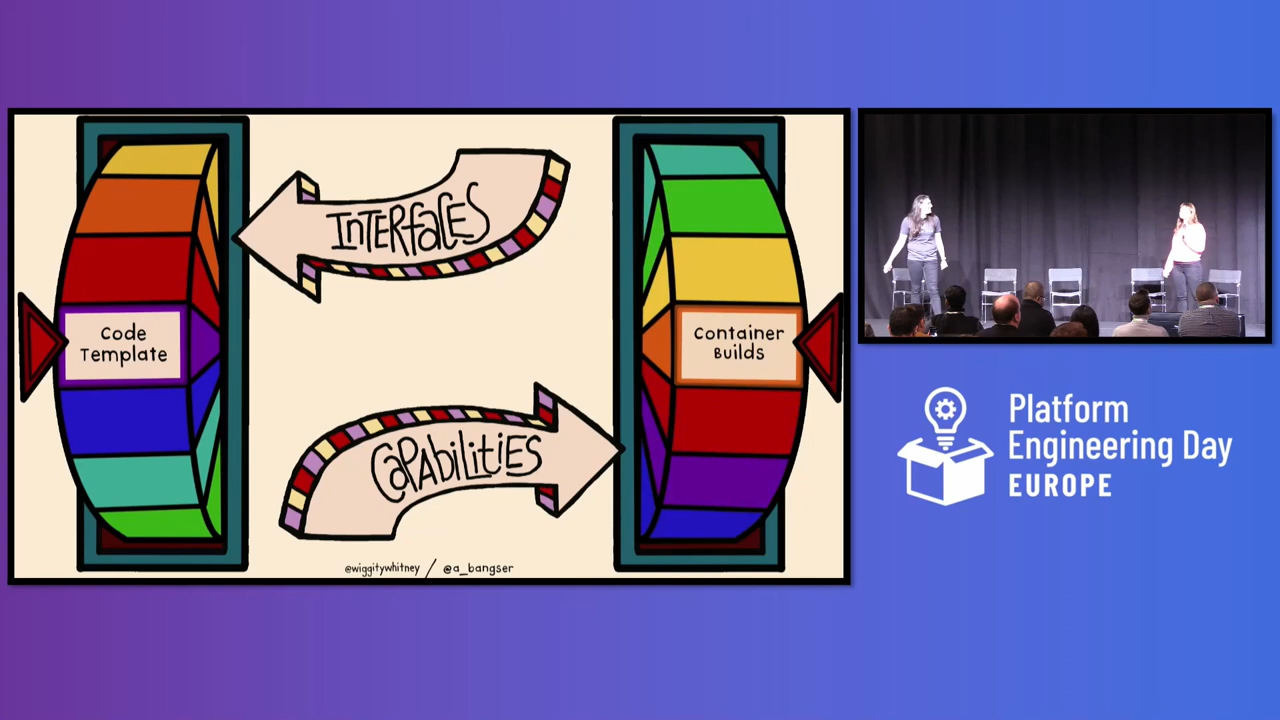 INTERFACES
Code
Template
Container
Builds
CAPABILITIES
@wiggitywhitney / @a_bangser
Platform
Engineering Day
EUROPE